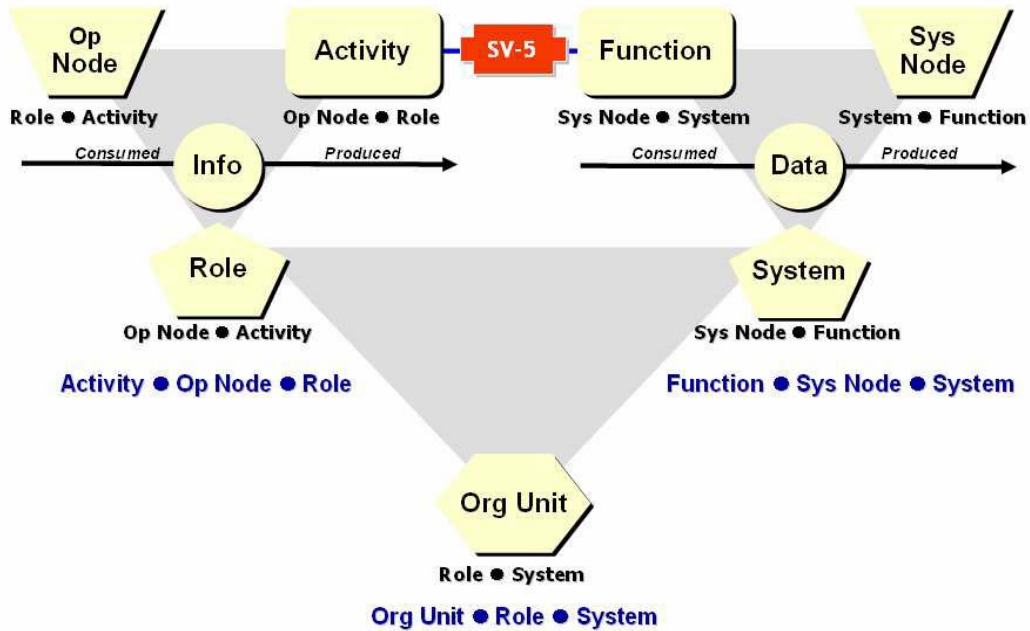 Op
Node
Activity
SV-5
Function
Sys
Node
Role ● Activity
Op Node ● Role
Sys Node ● System
System ● Function
Consumed
Info
Produced
Consumed
Data
Produced
Role
System
Op Node ● Activity
Sys Node ● Function
Activity ● Op Node ● Role
Function ● Sys Node ● System
Org Unit
Role ● System
Org Unit ● Role ● System